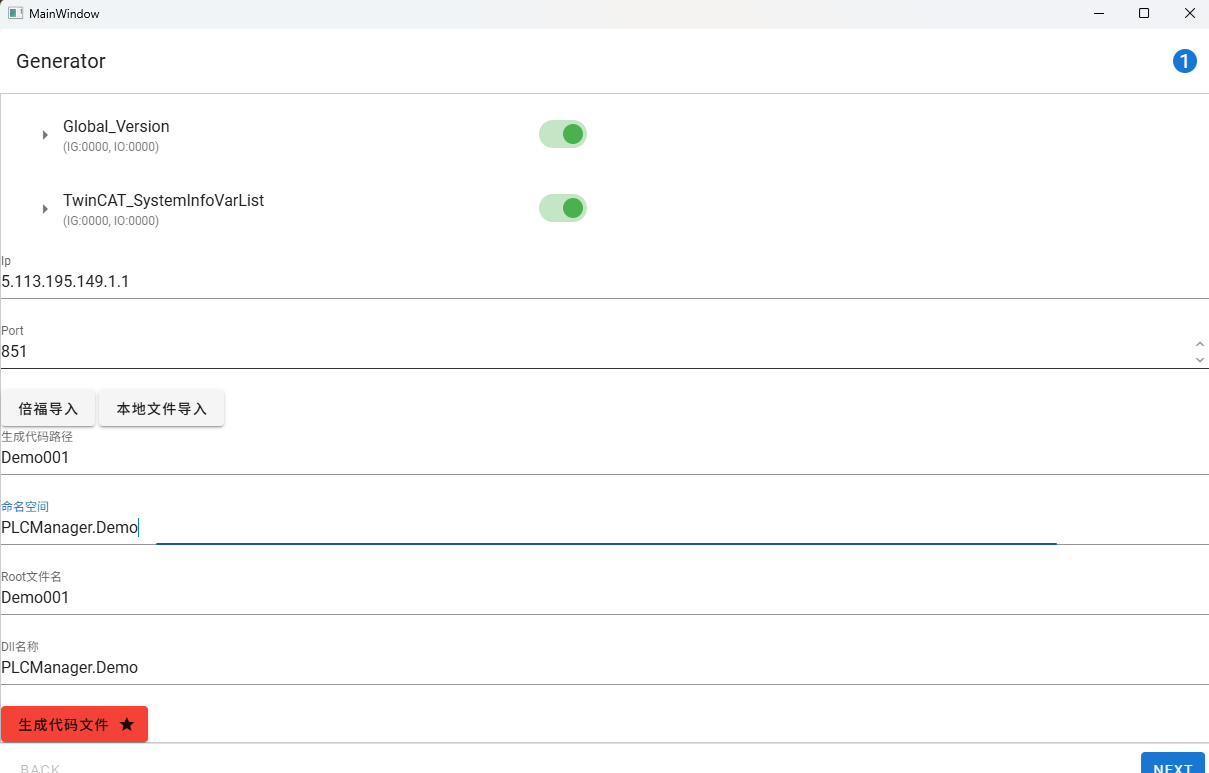 MainWindow
Generator
1
Global_Version
(IG:0000, IO:0000)
TwinCAT_SystemInfoVarList
(IG:0000, IO:0000)
Ip
5.113.195.149.1.1
Port
851
倍福导入 本地文件导入
生成代码路径
Demo001
命名空间
PLCManager.Demo
Root文件名
Demo001
Dll名称
PLCManager.Demo
生成代码文件
BACK NEXT